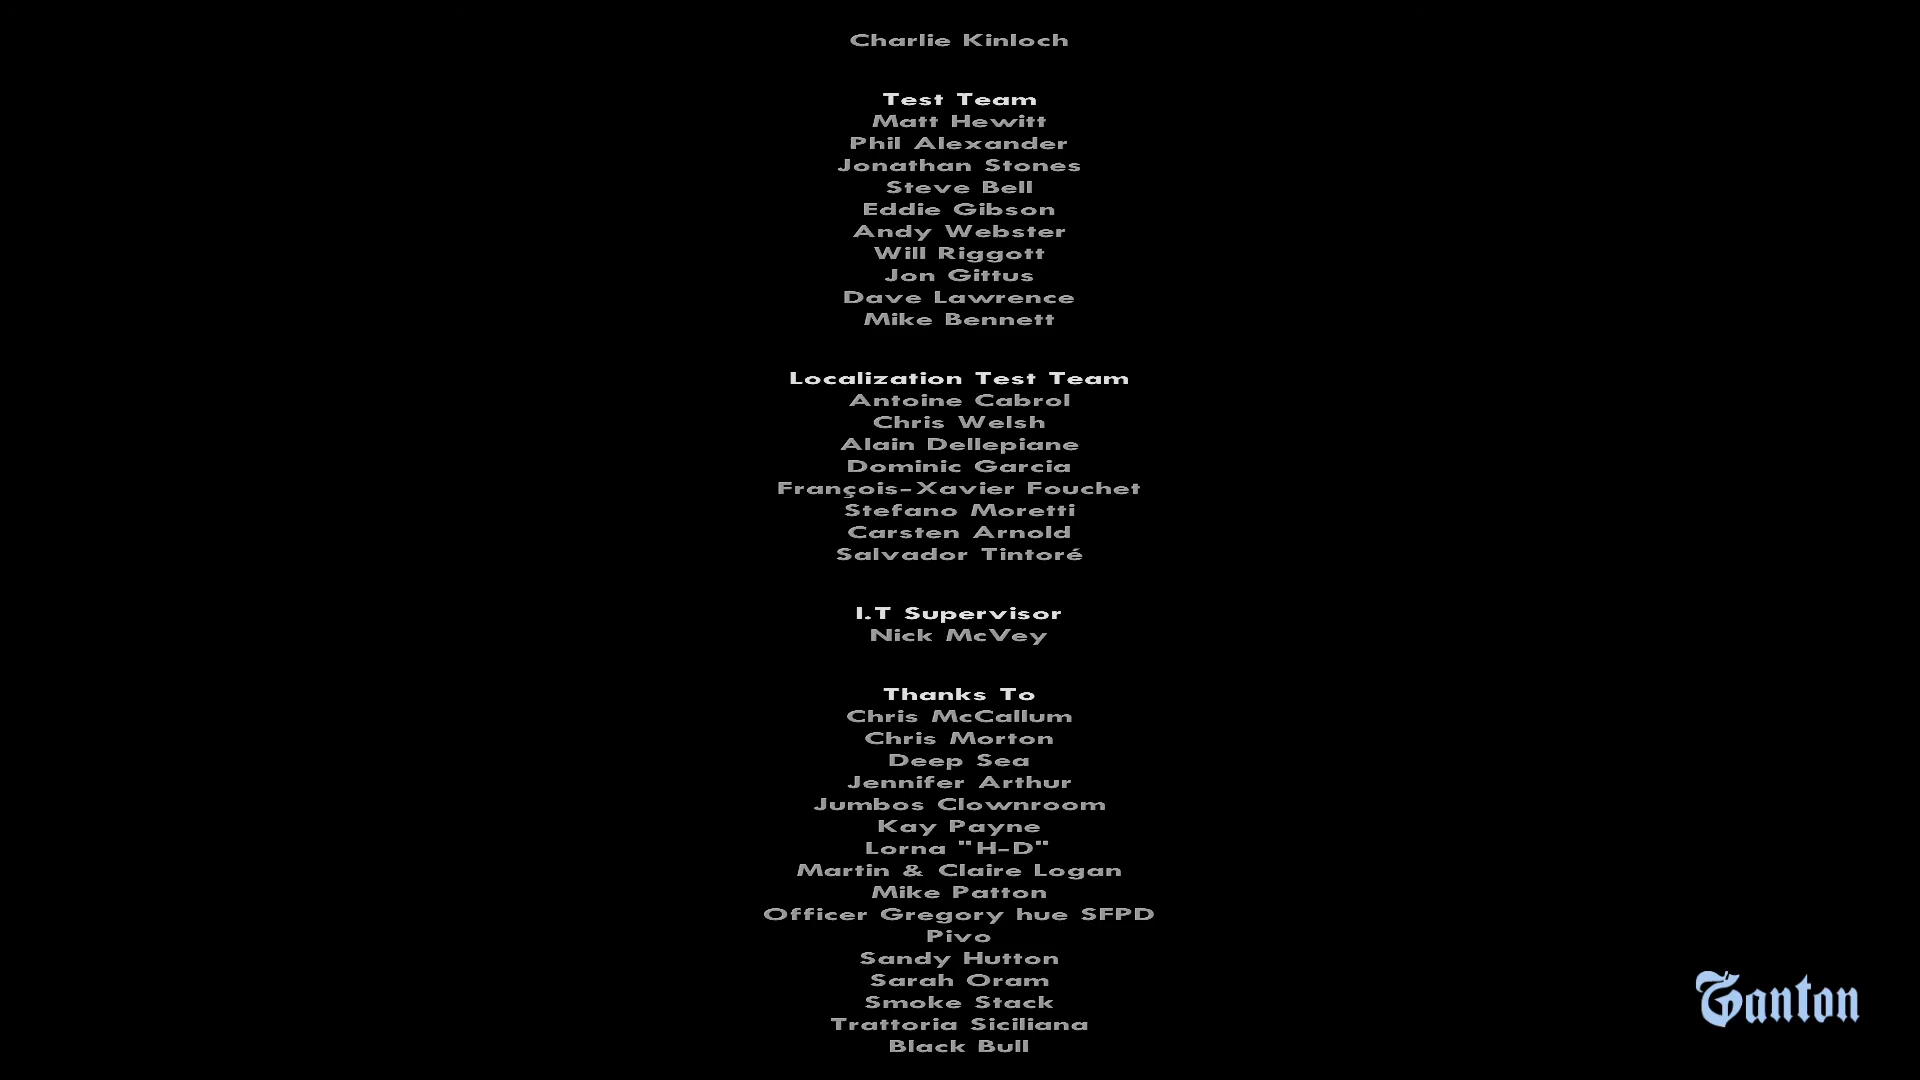 Charlie Kinloch
Test Team
Matt Hewitt
Phil Alexander
Jonathan Stones
Steve Bell
Eddie Gibson
Andy Webster
Will Riggott
Jon Gittus
Dave Lawrence
Mike Bennett
Localization Test Team
Antoine Cabrol
Chris Welsh
Alain Dellepiane
Dominic Garcia
François-Xavier Fouchet
Stefano Moretti
Carsten Arnold
Salvador Tintoré
I.T Supervisor
Nick McVey
Thanks To
Chris McCallum
Chris Morton
Deep Sea
Jennifer Arthur
Jumbos Clownroom
Kay Payne
Lorna "H-D"
Martin & Claire Logan
Mike Patton
Officer Gregory hue SFPD
Pivo
Sandy Hutton
Sarah Oram
Smoke Stack
Trattoria Siciliana
Black Bull
Ganton